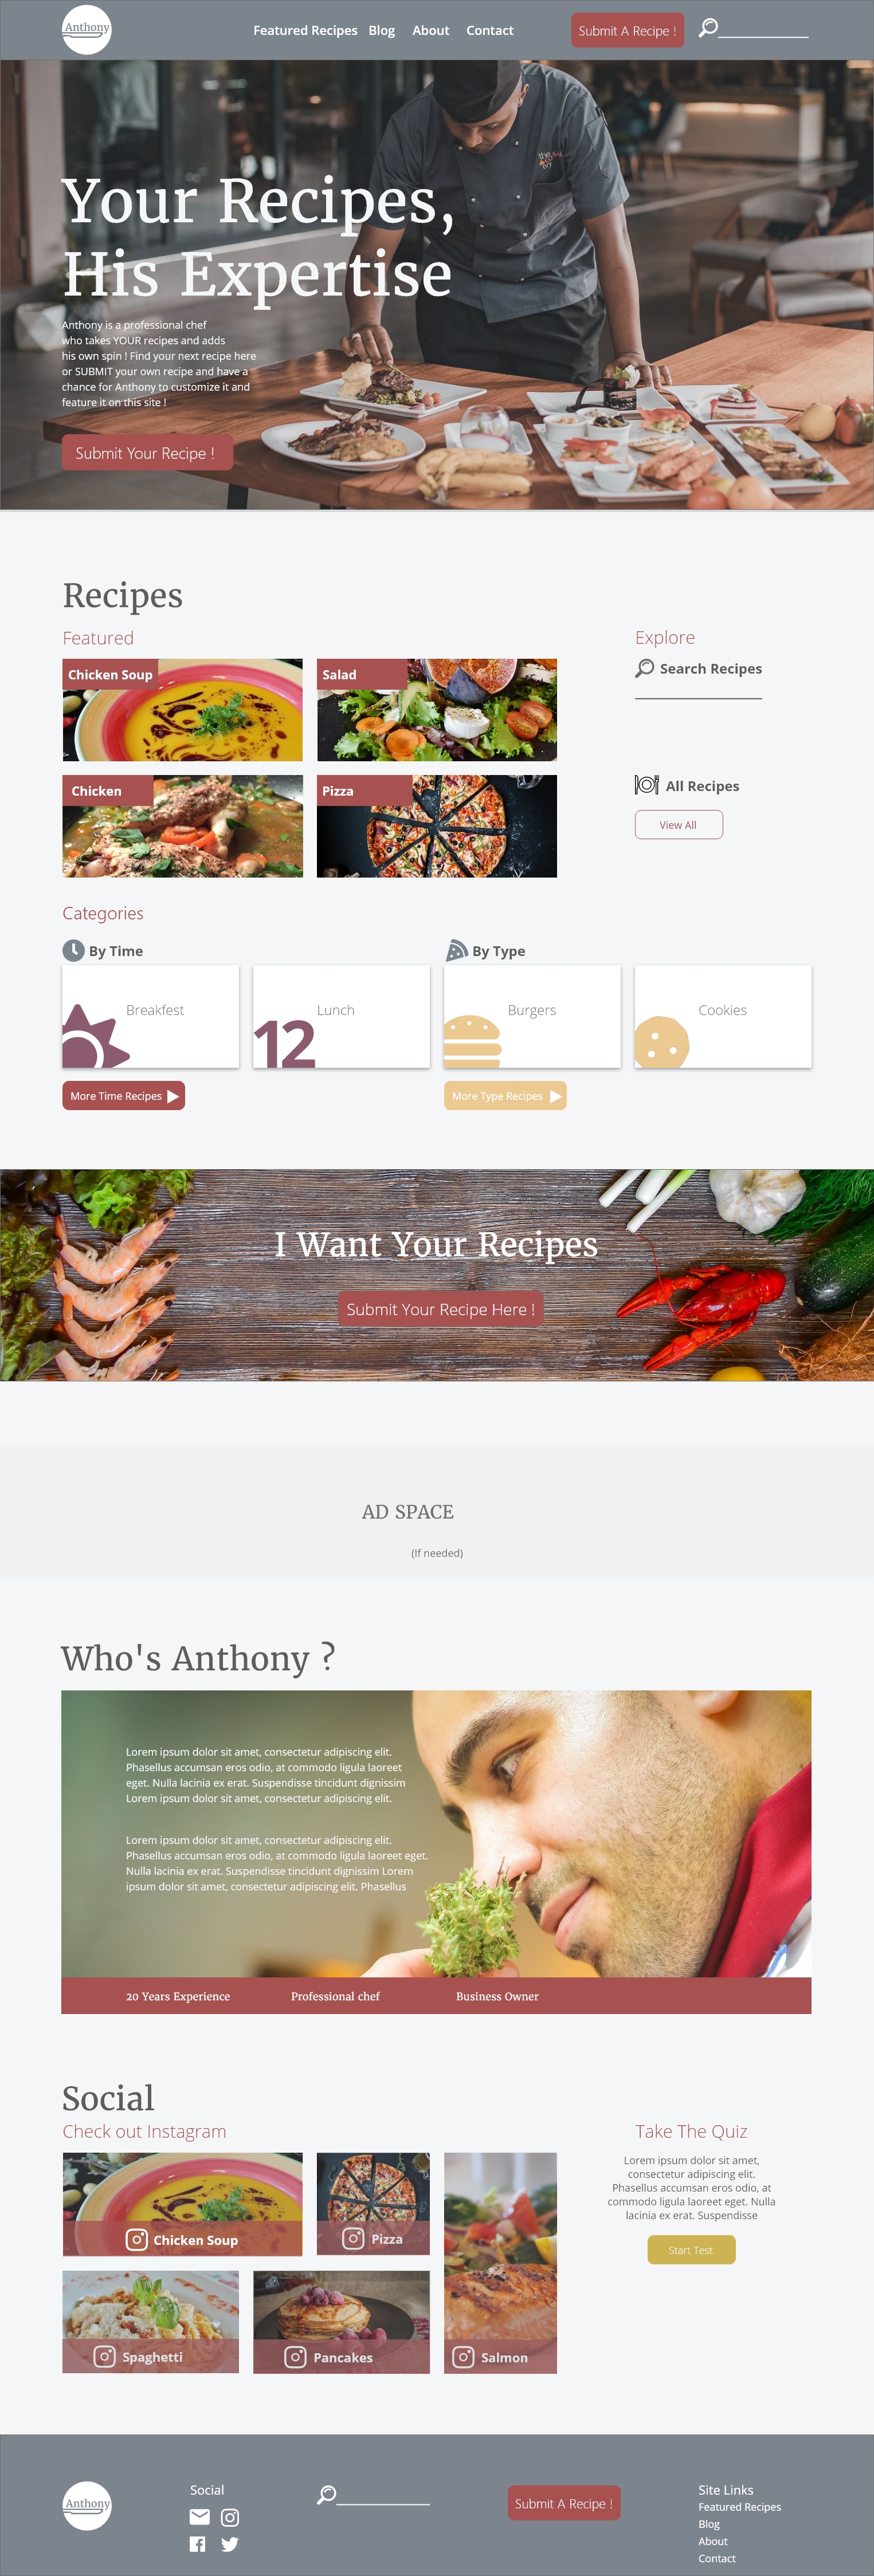 Anthony
Featured Recipes
Blog
About
Contact
Submit A Recipe !
Your Recipes,
His Expertise
Anthony is a professional chef
who takes YOUR recipes and adds
his own spin ! Find your next recipe here
or SUBMIT your own recipe and have a
chance for Anthony to customize it and
feature it on this site !
Submit Your Recipe !
Recipes
Featured
Chicken Soup
Salad
Chicken
Pizza
Explore
Search Recipes
All Recipes
View All
Categories
By Time
Breakfest
12
Lunch
More Time Recipes
By Type
Burgers
Cookies
More Type Recipes
I Want Your Recipes
Submit Your Recipe Here !
AD SPACE
(If needed)
Who's Anthony ?
Lorem ipsum dolor sit amet, consectetur adipiscing elit.
Phasellus accumsan eros odio, at commodo ligula laoreet
eget. Nulla lacinia ex erat. Suspendisse tincidunt dignissim
Lorem ipsum dolor sit amet, consectetur adipiscing elit.
Lorem ipsum dolor sit amet, consectetur adipiscing elit.
Phasellus accumsan eros odio, at commodo ligula laoreet eget.
Nulla lacinia ex erat. Suspendisse tincidunt dignissim Lorem
ipsum dolor sit amet, consectetur adipiscing elit. Phasellus
20 Years Experience
Professional chef
Business Owner
Social
Check out Instagram
Chicken Soup
Pizza
Spaghetti
Pancakes
Salmon
Take The Quiz
Lorem ipsum dolor sit amet,
consectetur adipiscing elit.
Phasellus accumsan eros odio, at
commodo ligula laoreet eget. Nulla
lacinia ex erat. Suspendisse
Start Test
Anthony
Social
Submit A Recipe !
Site Links
Featured Recipes
Blog
About
Contact